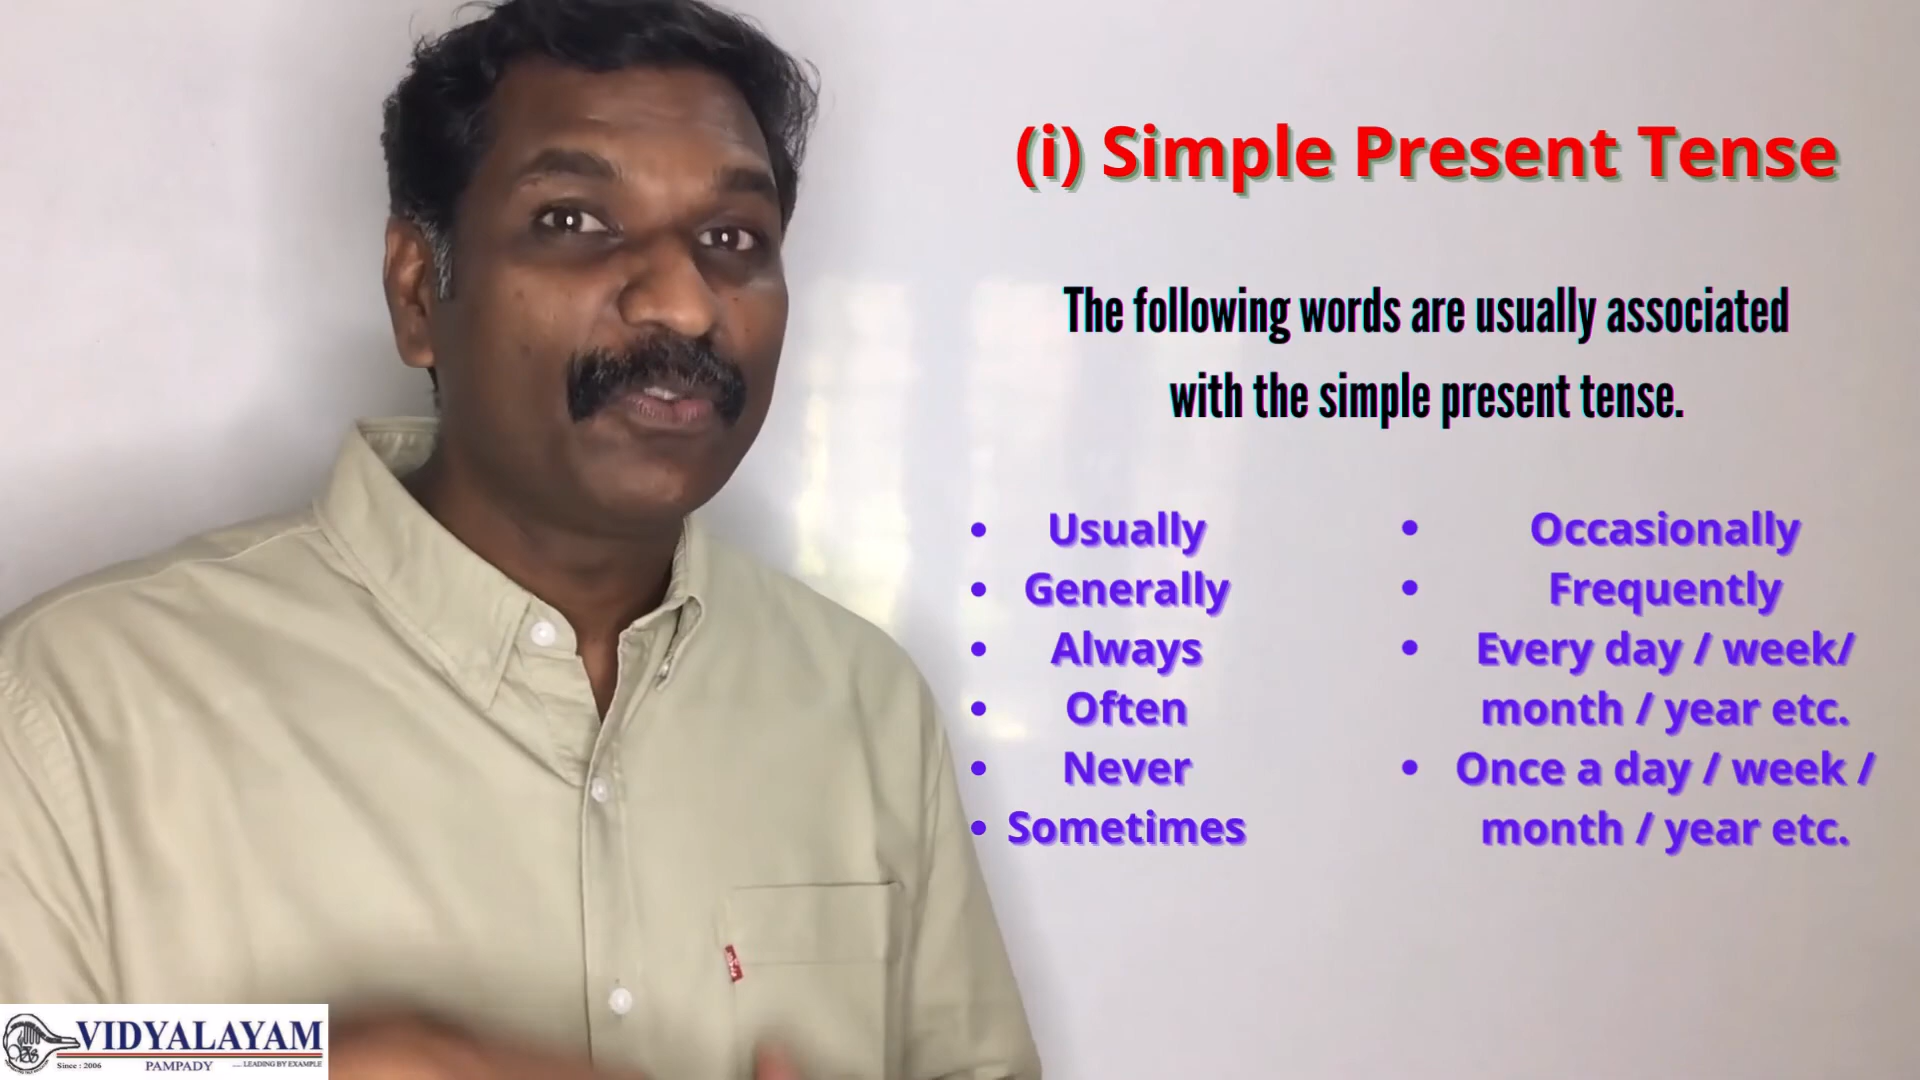 (i) Simple Present Tense
The following words are usually associated
with the simple present tense.
• Usually
• Generally
• Always
• Often
• Never
• Sometimes
• Occasionally
• Frequently
• Every day / week/
month / year etc.
• Once a day / week /
month / year etc.
VIDYALAYAM
Since : 2006
PAMPADY
.... LEADING BY EXAMPLE